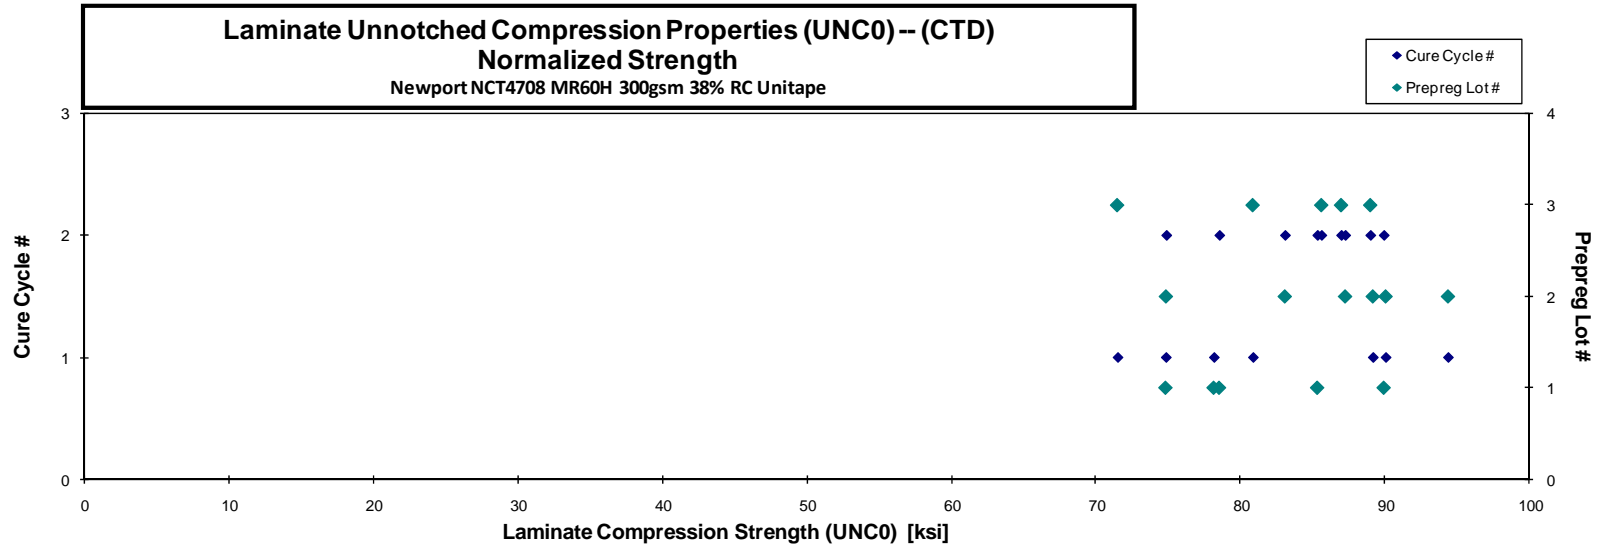 Laminate Unnotched Compression Properties (UNC0) -- (CTD)
Normalized Strength
Newport NCT4708 MR60H 300gsm 38% RC Unitape
Cure Cycle #
Prepreg Lot #
3
2
1
0
Cure Cycle #
4
3
2
1
0
Prepreg Lot #
0 10 20 30 40 50 60 70 80 90 100
Laminate Compression Strength (UNC0) [ksi]